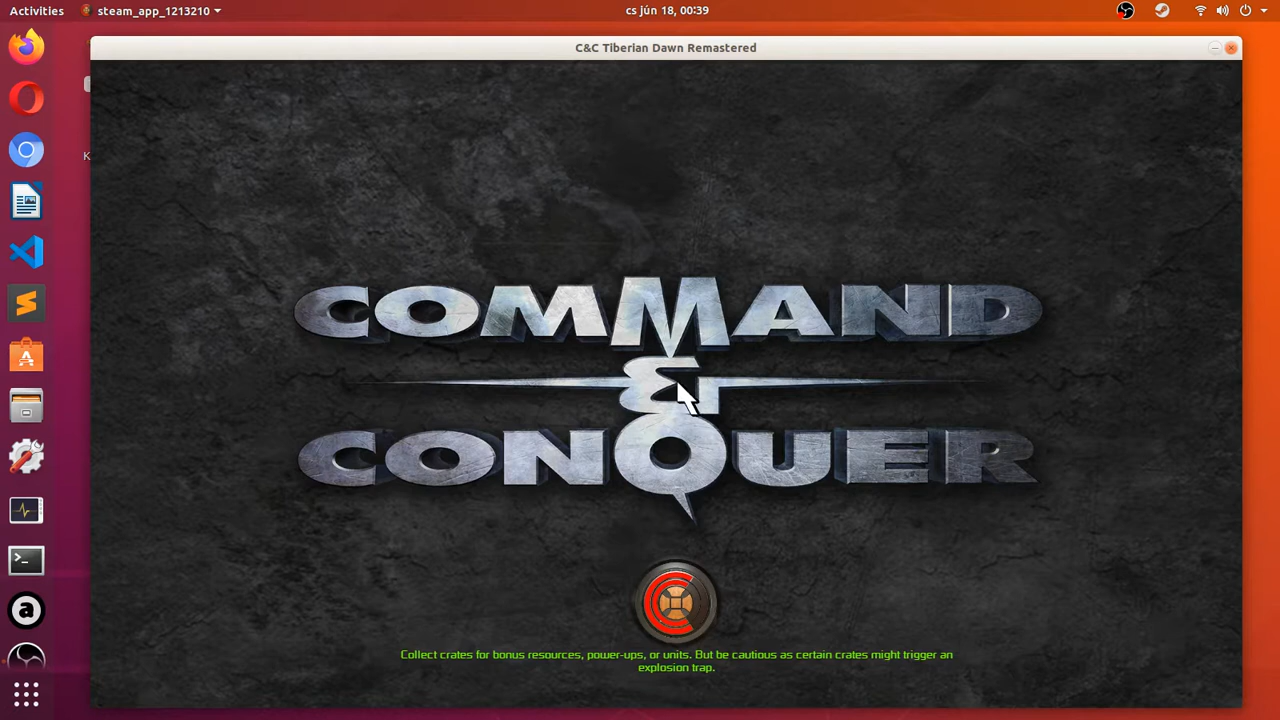 Activities
steam_app_1213210
cs jún 18, 00:39
C&C Tiberian Dawn Remastered
K
COMMAND
&
CONQUER
Collect crates for bonus resources, power-ups, or units. But be cautious as certain crates might trigger an
explosion trap.